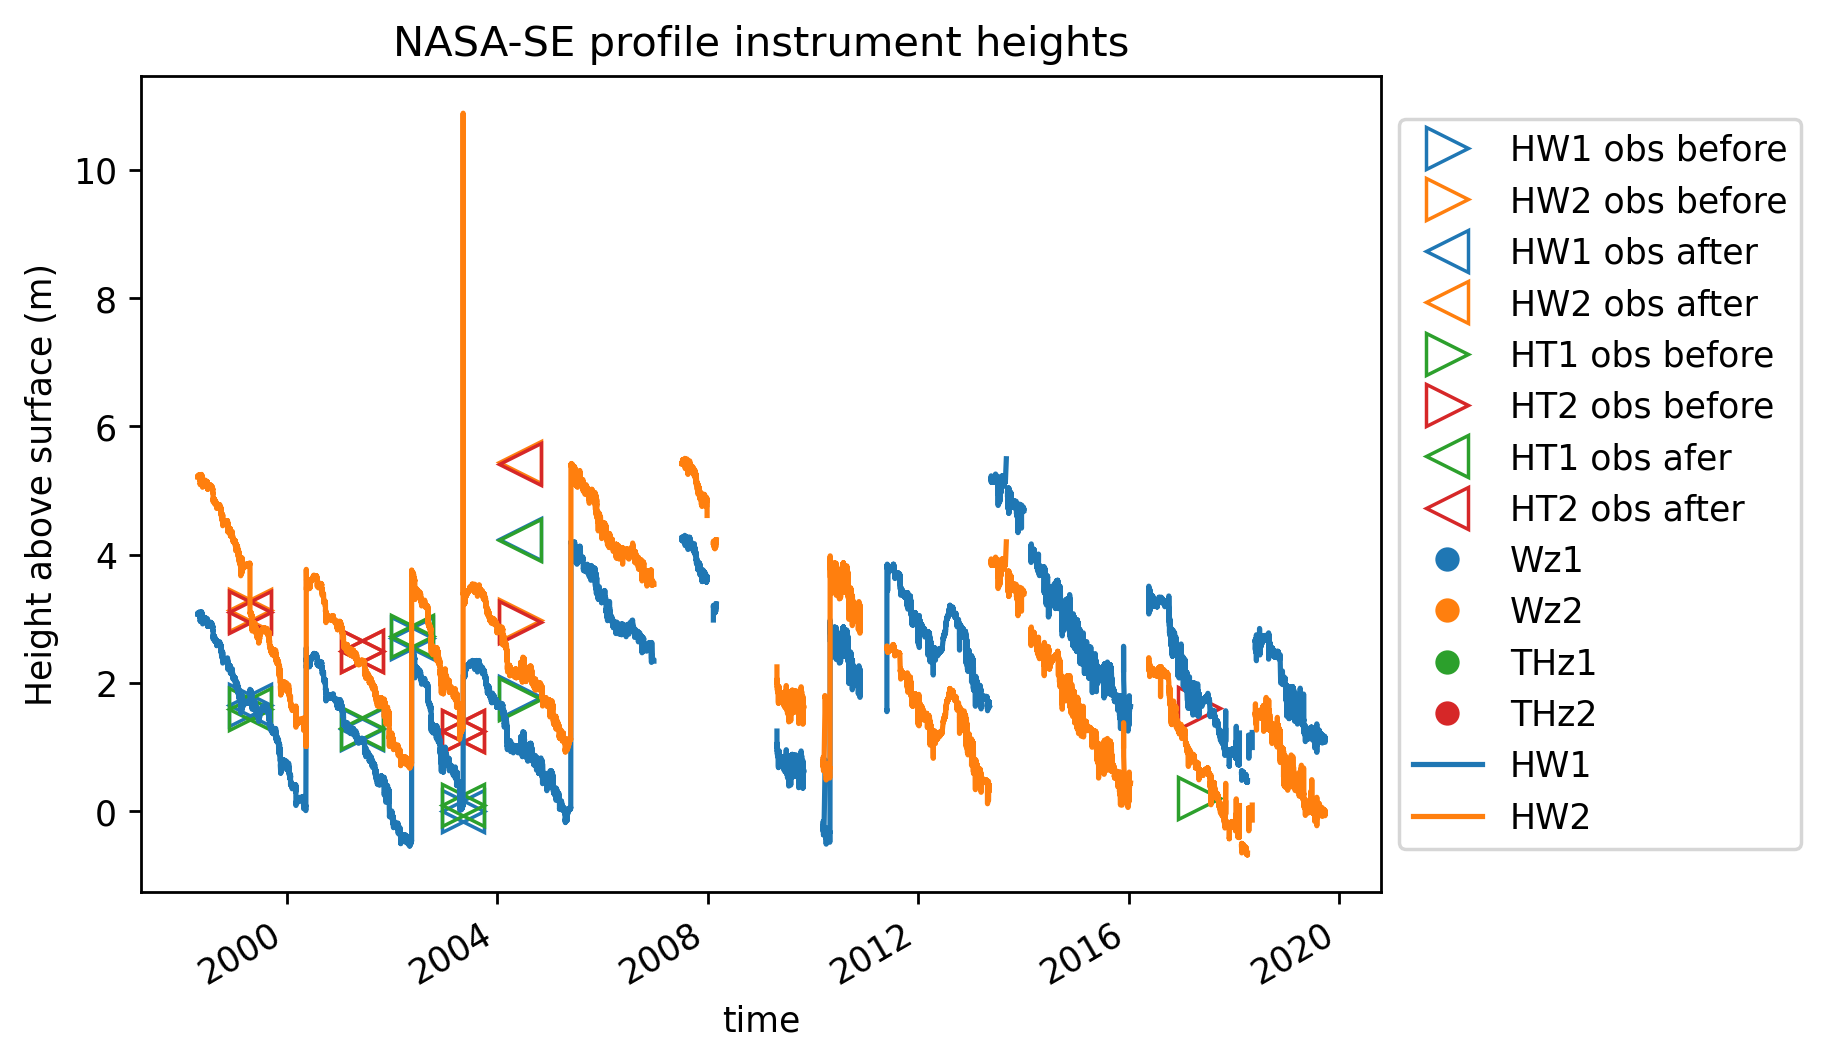 NASA-SE profile instrument heights
Height above surface (m)
10
8
6
4
2
0
2000
2004
2008
2012
2016
2020
time
HW1 obs before
HW2 obs before
HW1 obs after
HW2 obs after
HT1 obs before
HT2 obs before
HT1 obs afer
HT2 obs after
Wz1
Wz2
THz1
THz2
HW1
HW2